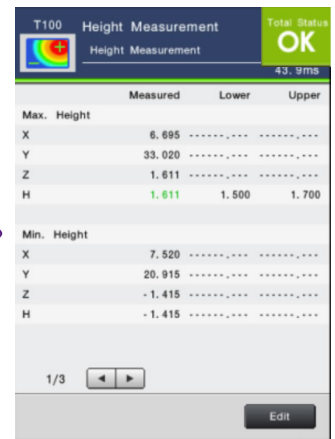 T100 Height Measurement Total Status
Height Measurement OK
43. 9ms
Measured Lower Upper
Max. Height
X 6. 695 ------.--- ------.---
Y 33. 020 ------.--- ------.---
Z 1. 611 ------.--- ------.---
H 1. 611 1. 500 1. 700
Min. Height
X 7. 520 ------.--- ------.---
Y 20. 915 ------.--- ------.---
Z - 1. 415 ------.--- ------.---
H - 1. 415 ------.--- ------.---
1/3
Edit